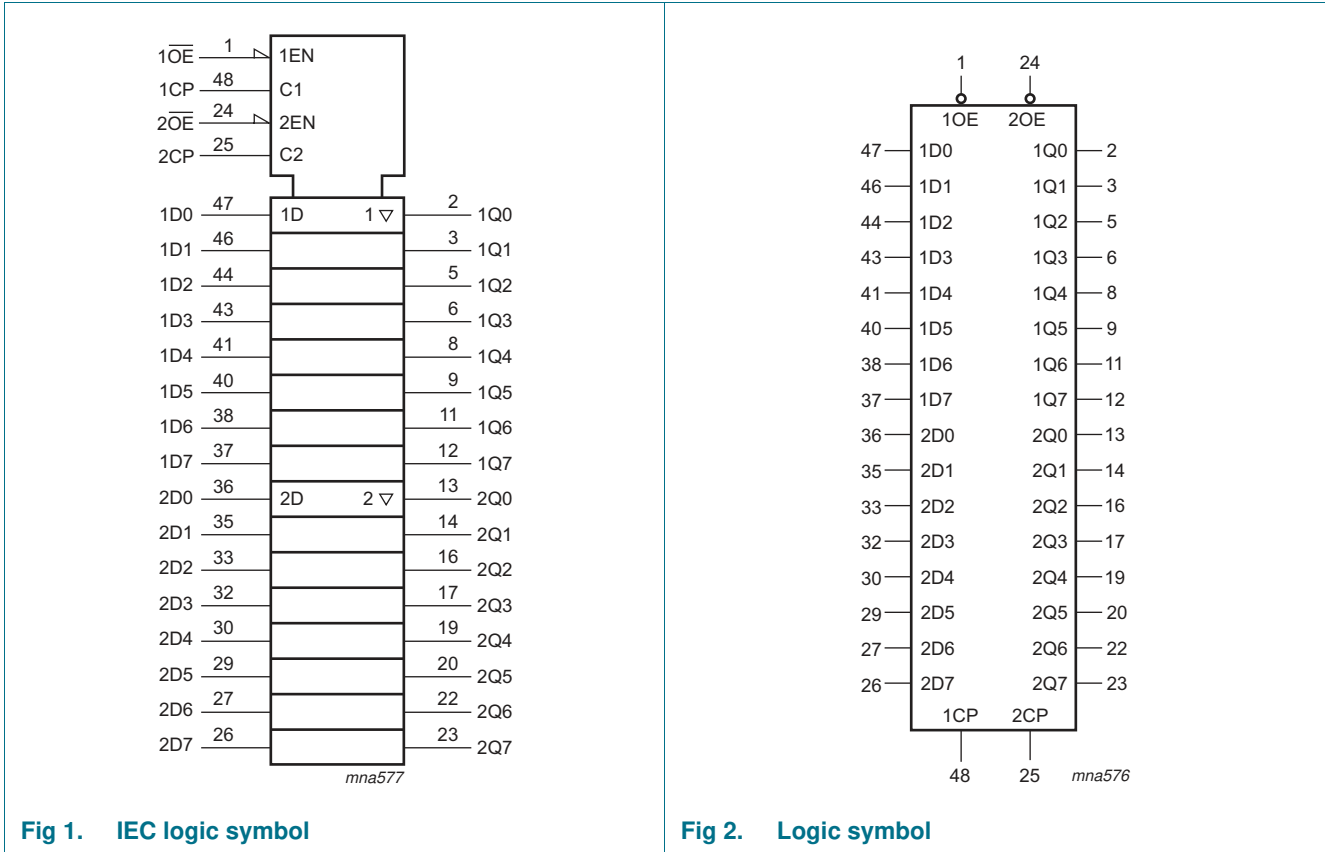 1OE 1 1EN
1CP 48 C1
2OE 24 2EN
2CP 25 C2
1D0 47 1D 1 ▽ 2 1Q0
1D1 46 3 1Q1
1D2 44 5 1Q2
1D3 43 6 1Q3
1D4 41 8 1Q4
1D5 40 9 1Q5
1D6 38 11 1Q6
1D7 37 12 1Q7
2D0 36 2D 2 ▽ 13 2Q0
2D1 35 14 2Q1
2D2 33 16 2Q2
2D3 32 17 2Q3
2D4 30 19 2Q4
2D5 29 20 2Q5
2D6 27 22 2Q6
2D7 26 23 2Q7
mna577
Fig 1. IEC logic symbol
1 24
1OE 2OE
47 1D0 1Q0 2
46 1D1 1Q1 3
44 1D2 1Q2 5
43 1D3 1Q3 6
41 1D4 1Q4 8
40 1D5 1Q5 9
38 1D6 1Q6 11
37 1D7 1Q7 12
36 2D0 2Q0 13
35 2D1 2Q1 14
33 2D2 2Q2 16
32 2D3 2Q3 17
30 2D4 2Q4 19
29 2D5 2Q5 20
27 2D6 2Q6 22
26 2D7 2Q7 23
1CP 2CP
48 25 mna576
Fig 2. Logic symbol